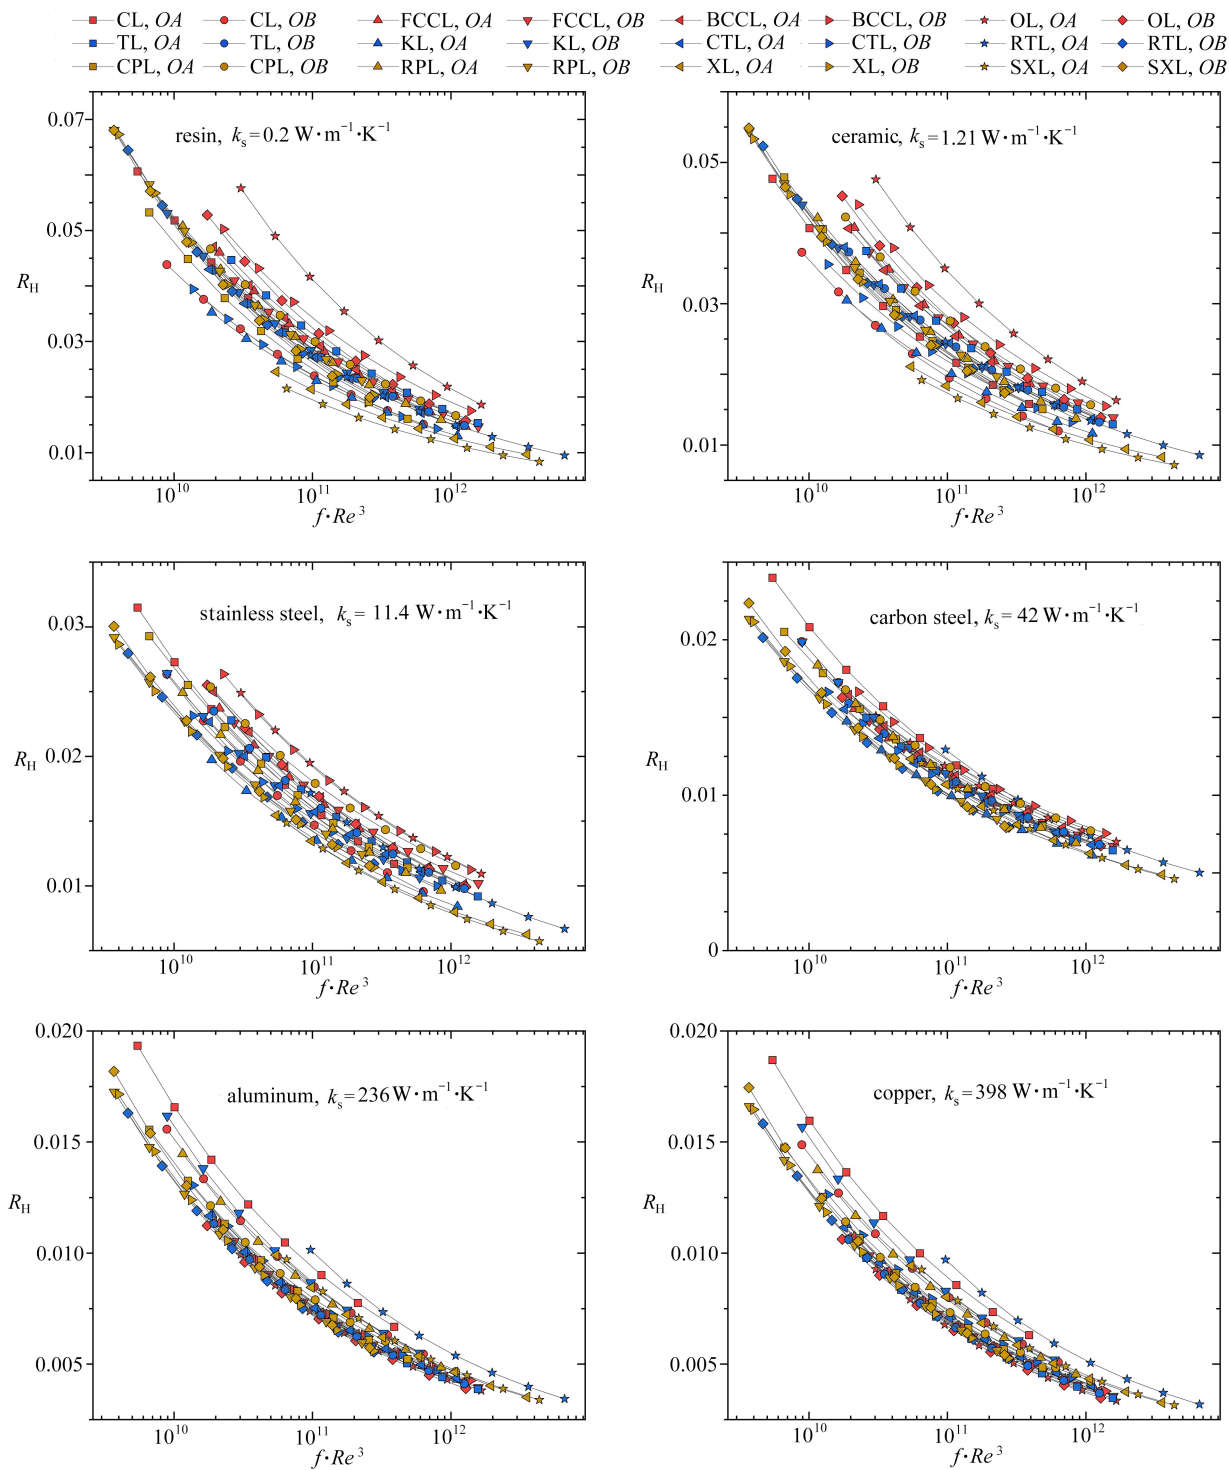 CL, OA CL, OB FCCL, OA FCCL, OB BCCL, OA BCCL, OB OL, OA OL, OB
TL, OA TL, OB KL, OA KL, OB CTL, OA CTL, OB RTL, OA RTL, OB
CPL, OA CPL, OB RPL, OA RPL, OB XL, OA XL, OB SXL, OA SXL, OB
resin, kₛ=0.2 W·m⁻¹·K⁻¹
0.07
0.05
0.03
0.01
R_H
10¹⁰ 10¹¹ 10¹²
f·Re³
ceramic, kₛ=1.21 W·m⁻¹·K⁻¹
0.05
0.03
0.01
R_H
10¹⁰ 10¹¹ 10¹²
f·Re³
stainless steel, kₛ= 11.4 W·m⁻¹·K⁻¹
0.03
0.02
0.01
R_H
10¹⁰ 10¹¹ 10¹²
f·Re³
carbon steel, kₛ= 42 W·m⁻¹·K⁻¹
0.02
0.01
0
R_H
10¹⁰ 10¹¹ 10¹²
f·Re³
aluminum, kₛ=236 W·m⁻¹·K⁻¹
0.020
0.015
0.010
0.005
R_H
10¹⁰ 10¹¹ 10¹²
f·Re³
copper, kₛ=398 W·m⁻¹·K⁻¹
0.020
0.015
0.010
0.005
R_H
10¹⁰ 10¹¹ 10¹²
f·Re³